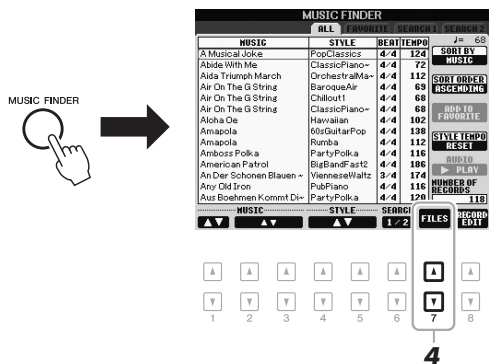 MUSIC FINDER
MUSIC FINDER
ALL FAVORITE SEARCH 1 SEARCH 2
MUSIC STYLE BEAT TEMPO ♩= 68
A Musical Joke PopClassics 4/4 124
Abide With Me ClassicPiano~ 4/4 72
Aida Triumph March OrchestralMa~ 4/4 112
Air On The G String BaroqueAir 4/4 69
Air On The G String Chillout1 4/4 68
Air On The G String ClassicPiano~ 4/4 68
Aloha Oe Hawaiian 4/4 102
Amapola 60sGuitarPop 4/4 138
Amapola Rumba 4/4 112
Amboss Polka PartyPolka 4/4 116
American Patrol BigBandFast2 4/4 186
An Der Schonen Blauen ~ VienneseWaltz 3/4 174
Any Old Iron PubPiano 4/4 116
Aus Boehmen Kommt Di~ PartyPolka 4/4 120
SORT BY
MUSIC
SORT ORDER
ASCENDING
ADD TO
FAVORITE
STYLE TEMPO
RESET
AUDIO
▶ PLAY
NUMBER OF
RECORDS
118
MUSIC STYLE SEARCH
▲▼ ▲▼ ▲▼ 1/2 FILES RECORD
EDIT
1 2 3 4 5 6 7 8
4